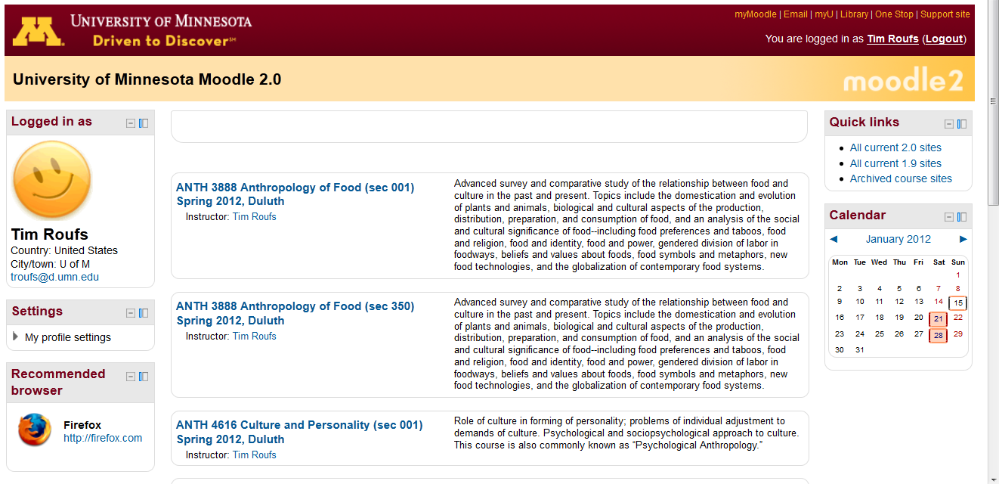 UNIVERSITY OF MINNESOTA
Driven to Discover℠
myMoodle | Email | myU | Library | One Stop | Support site
You are logged in as Tim Roufs (Logout)
University of Minnesota Moodle 2.0
moodle2
Logged in as
Tim Roufs
Country: United States
City/town: U of M
troufs@d.umn.edu
Settings
My profile settings
Recommended
browser
Firefox
http://firefox.com
ANTH 3888 Anthropology of Food (sec 001)
Spring 2012, Duluth
Instructor: Tim Roufs
Advanced survey and comparative study of the relationship between food and
culture in the past and present. Topics include the domestication and evolution
of plants and animals, biological and cultural aspects of the production,
distribution, preparation, and consumption of food, and an analysis of the social
and cultural significance of food--including food preferences and taboos, food
and religion, food and identity, food and power, gendered division of labor in
foodways, beliefs and values about foods, food symbols and metaphors, new
food technologies, and the globalization of contemporary food systems.
ANTH 3888 Anthropology of Food (sec 350)
Spring 2012, Duluth
Instructor: Tim Roufs
Advanced survey and comparative study of the relationship between food and
culture in the past and present. Topics include the domestication and evolution
of plants and animals, biological and cultural aspects of the production,
distribution, preparation, and consumption of food, and an analysis of the social
and cultural significance of food--including food preferences and taboos, food
and religion, food and identity, food and power, gendered division of labor in
foodways, beliefs and values about foods, food symbols and metaphors, new
food technologies, and the globalization of contemporary food systems.
ANTH 4616 Culture and Personality (sec 001)
Spring 2012, Duluth
Instructor: Tim Roufs
Role of culture in forming of personality; problems of individual adjustment to
demands of culture. Psychological and sociopsychological approach to culture.
This course is also commonly known as “Psychological Anthropology.”
Quick links
All current 2.0 sites
All current 1.9 sites
Archived course sites
Calendar
◀ January 2012 ▶
Mon Tue Wed Thu Fri Sat Sun
1
2 3 4 5 6 7 8
9 10 11 12 13 14 15
16 17 18 19 20 21 22
23 24 25 26 27 28 29
30 31